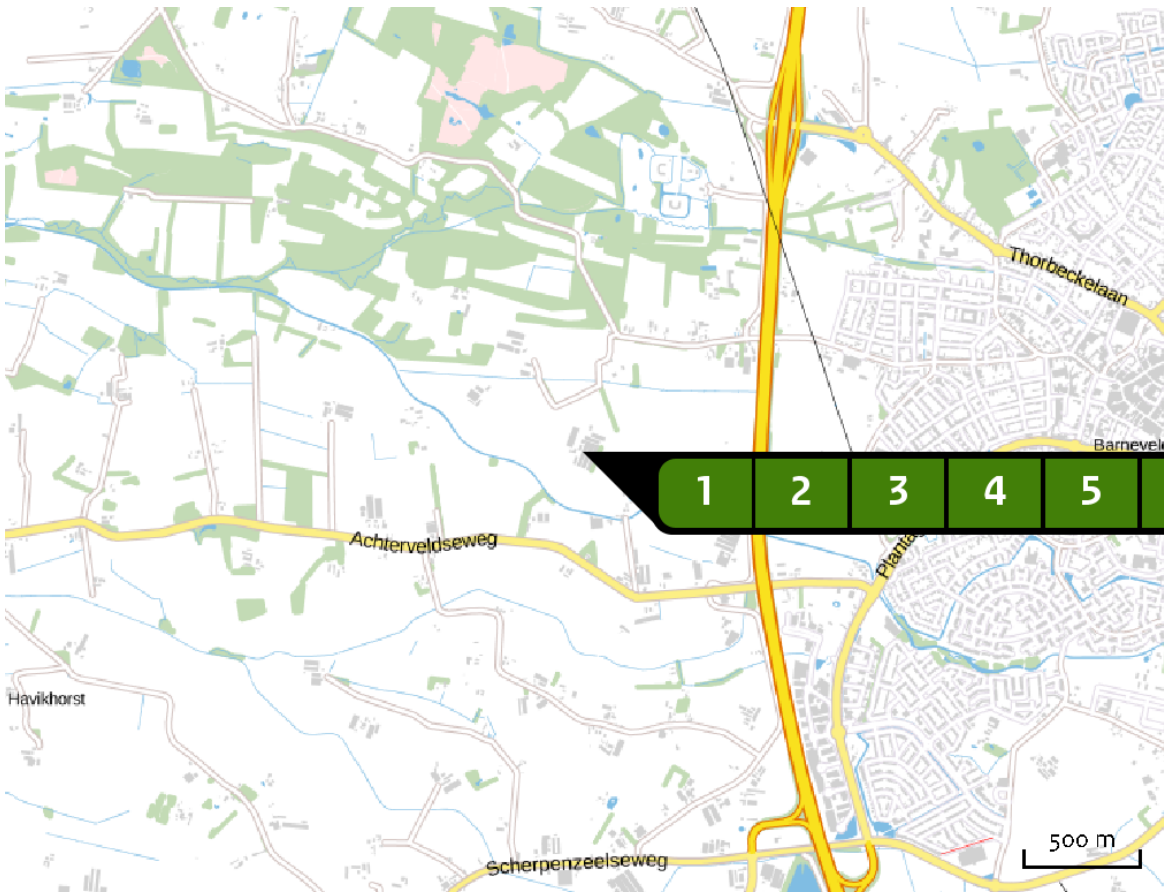 Thorbeckelaan
Barneveld
1 2 3 4 5
Achterveldseweg
Havikhorst
500 m
Scherpenzeelseweg